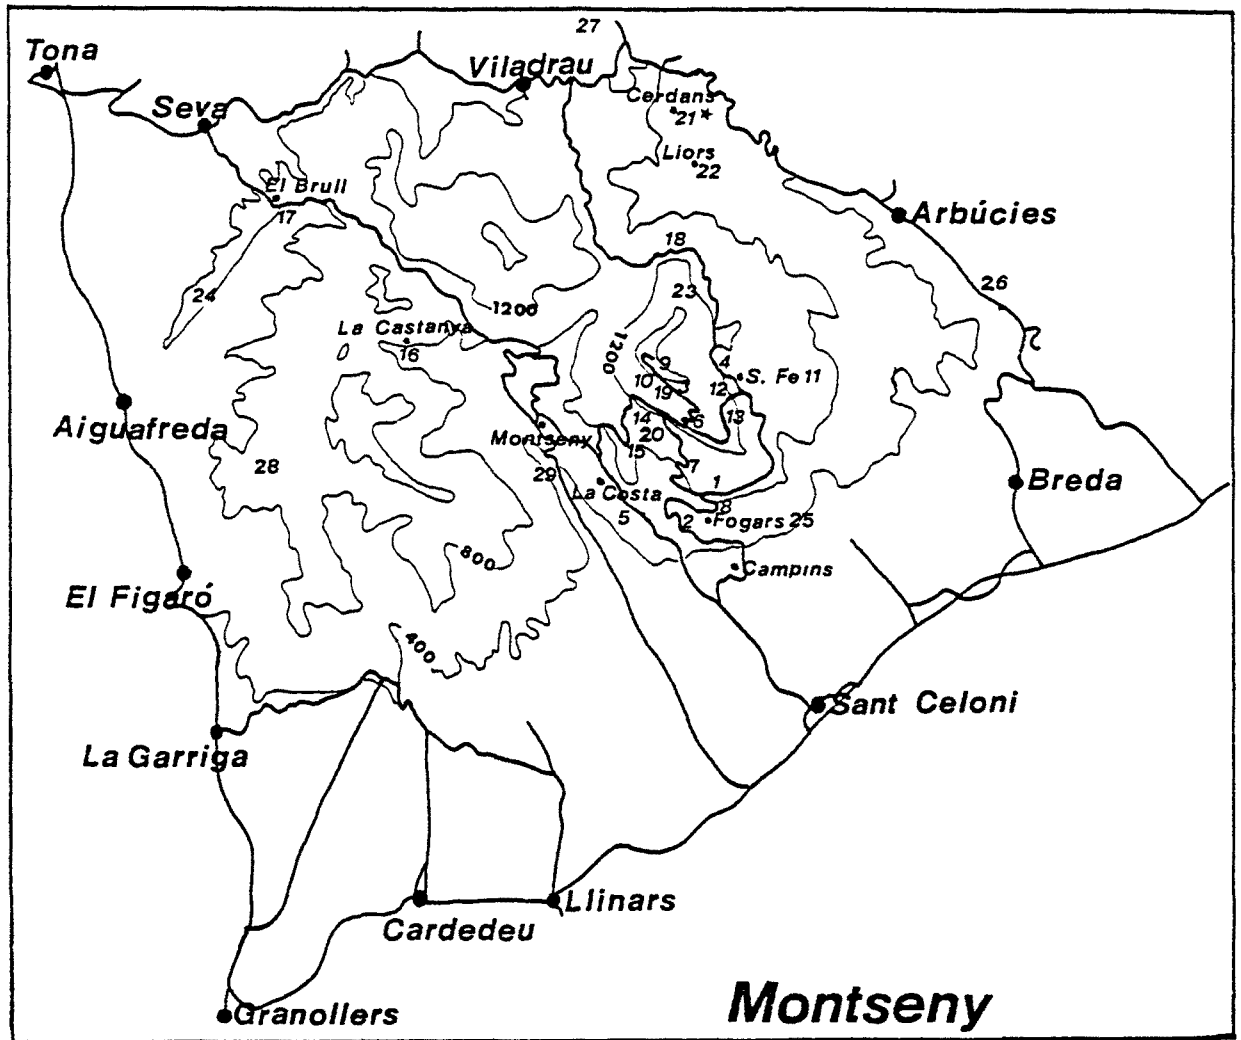 27
Tona
Viladrau
Cerdans
21*
Seva
Liors
22
El Brull
17
Arbúcies
18
26
24
23
1200
La Castanya
16
1200
9
4
S. Fe 11
10
19
12
14
6
13
Aiguafreda
Montseny
20
15
7
28
29
La Costa
1
Breda
8
5
2
Fogars 25
800
Campins
El Figaró
400
Sant Celoni
La Garriga
Llinars
Cardedeu
Montseny
Granollers